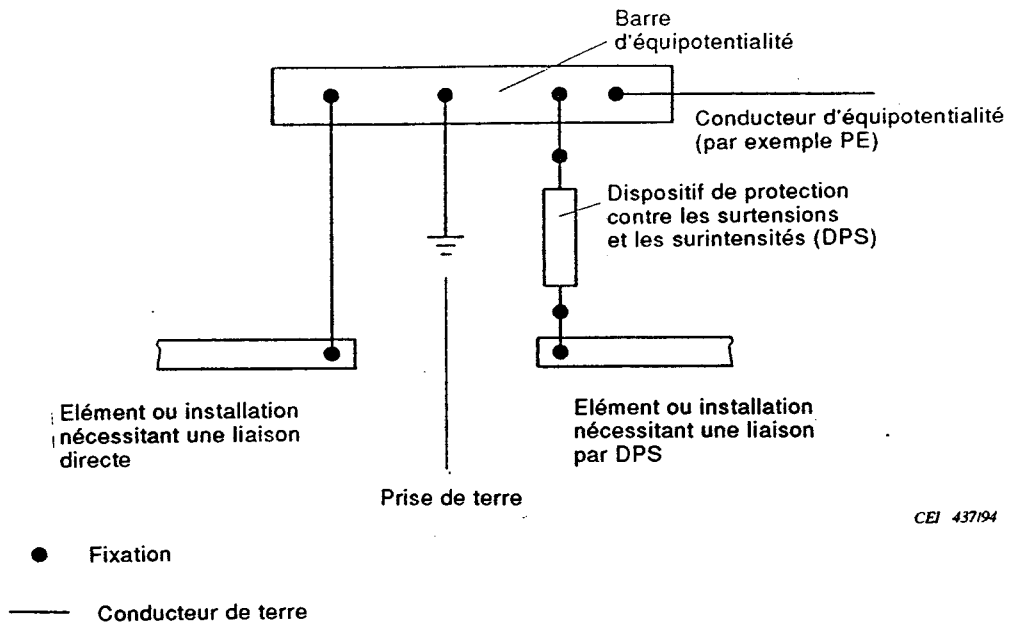 Barre
d'équipotentialité
Conducteur d'équipotentialité
(par exemple PE)
Dispositif de protection
contre les surtensions
et les surintensités (DPS)
Elément ou installation
nécessitant une liaison
directe
Elément ou installation
nécessitant une liaison
par DPS
Prise de terre
CEI 437/94
Fixation
Conducteur de terre